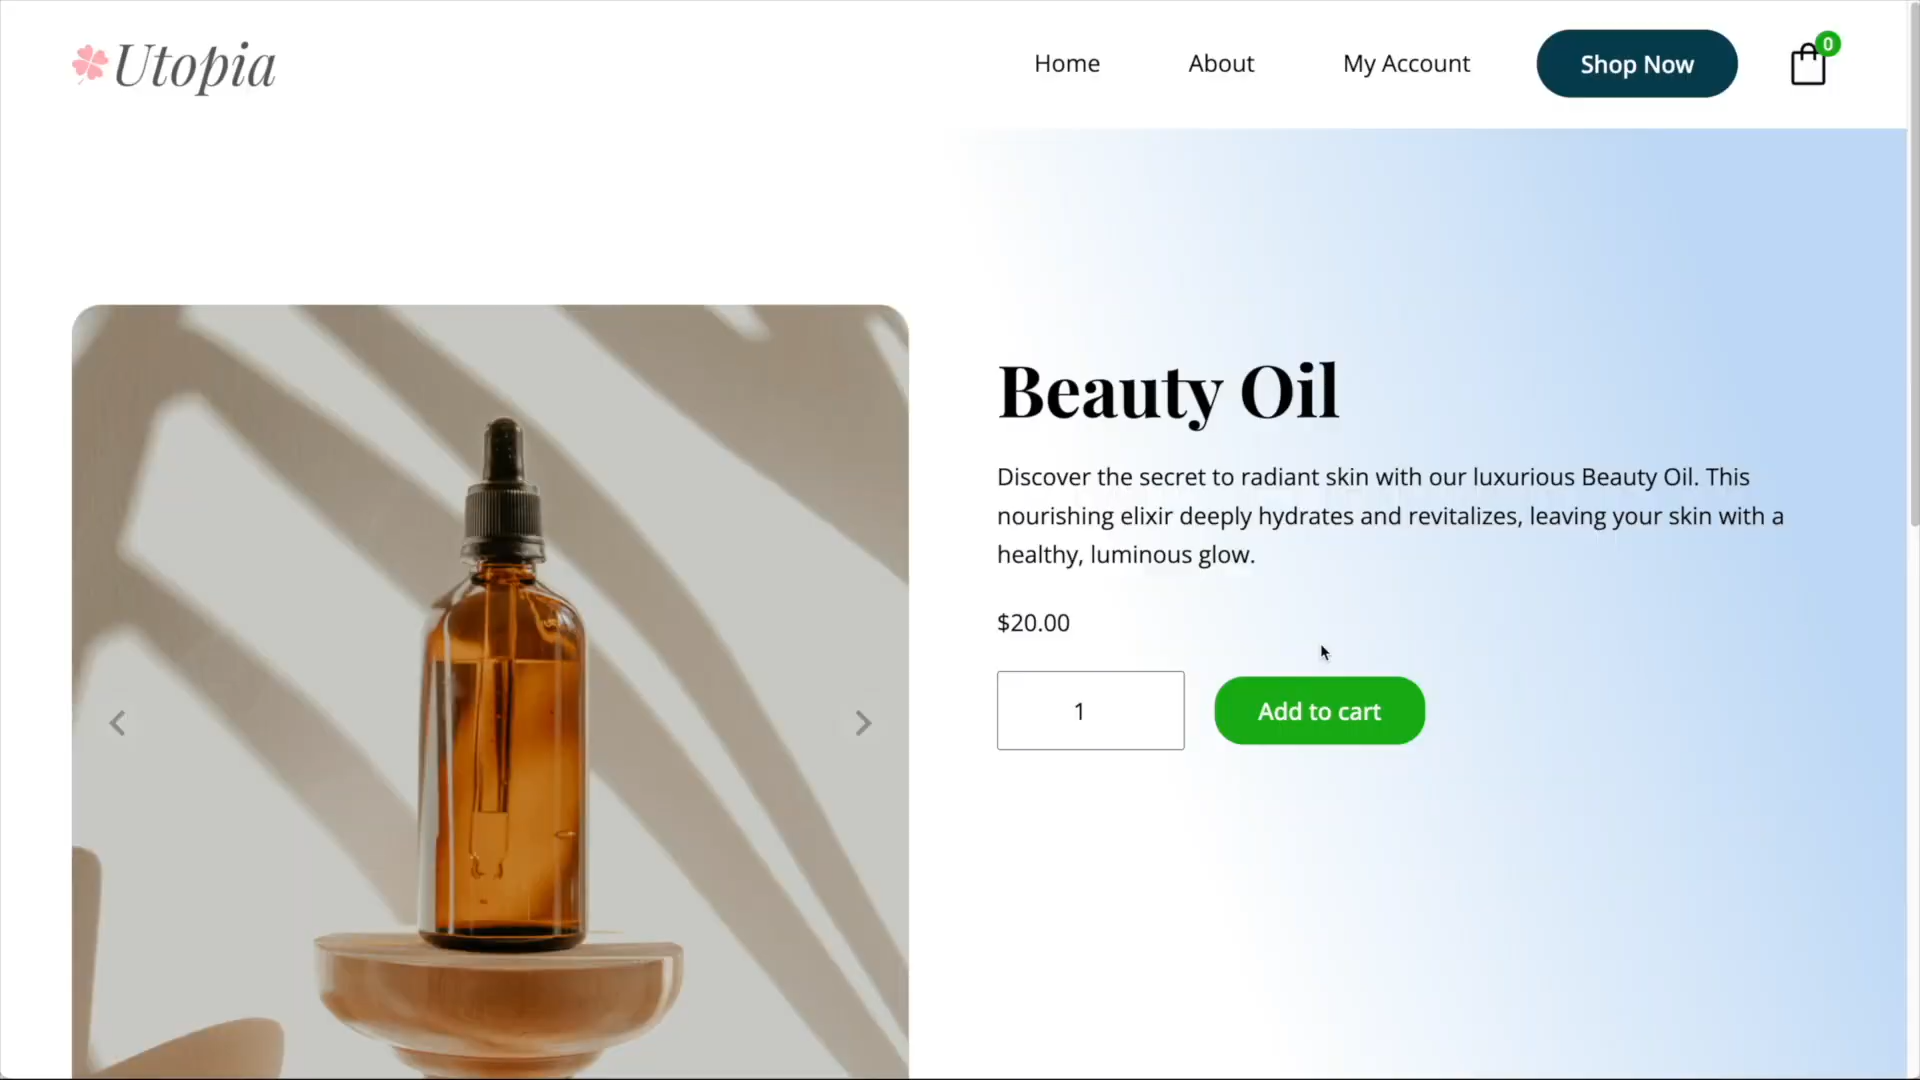 Utopia
Home
About
My Account
Shop Now
0
Beauty Oil
Discover the secret to radiant skin with our luxurious Beauty Oil. This
nourishing elixir deeply hydrates and revitalizes, leaving your skin with a
healthy, luminous glow.
$20.00
1
Add to cart